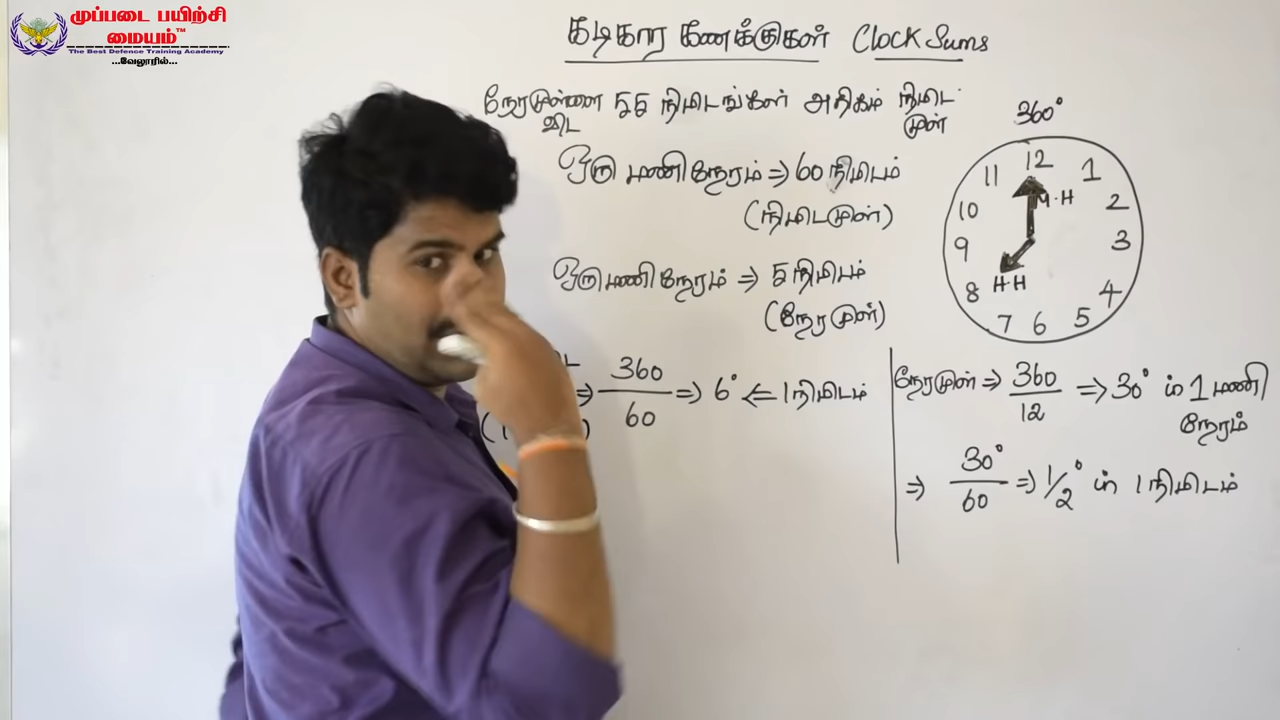 முப்படை பயிற்சி
மையம்™
The Best Defence Training Academy
...வேலூரில்...
கடிகார கணக்குகள் Clock Sums
நேரமுள்ளை 55 நிமிடங்கள் அதிகம் நிமிட
விட முள்
ஒரு மணிநேரம் ⇒ 60 நிமிடம்
(நிமிடமுள்)
ஒரு மணி நேரம் ⇒ 5 நிமிடம்
(நேரமுள்)
⇒ 360/60 ⇒ 6° ⇐ 1 நிமிடம்
360°
12
11 1
10 2
9 3
8 4
7 6 5
M.H
H H
நேரமுள் ⇒ 360/12 ⇒ 30° ம் 1 மணி
நேரம்
⇒ 30°/60 ⇒ 1/2° ம் 1 நிமிடம்